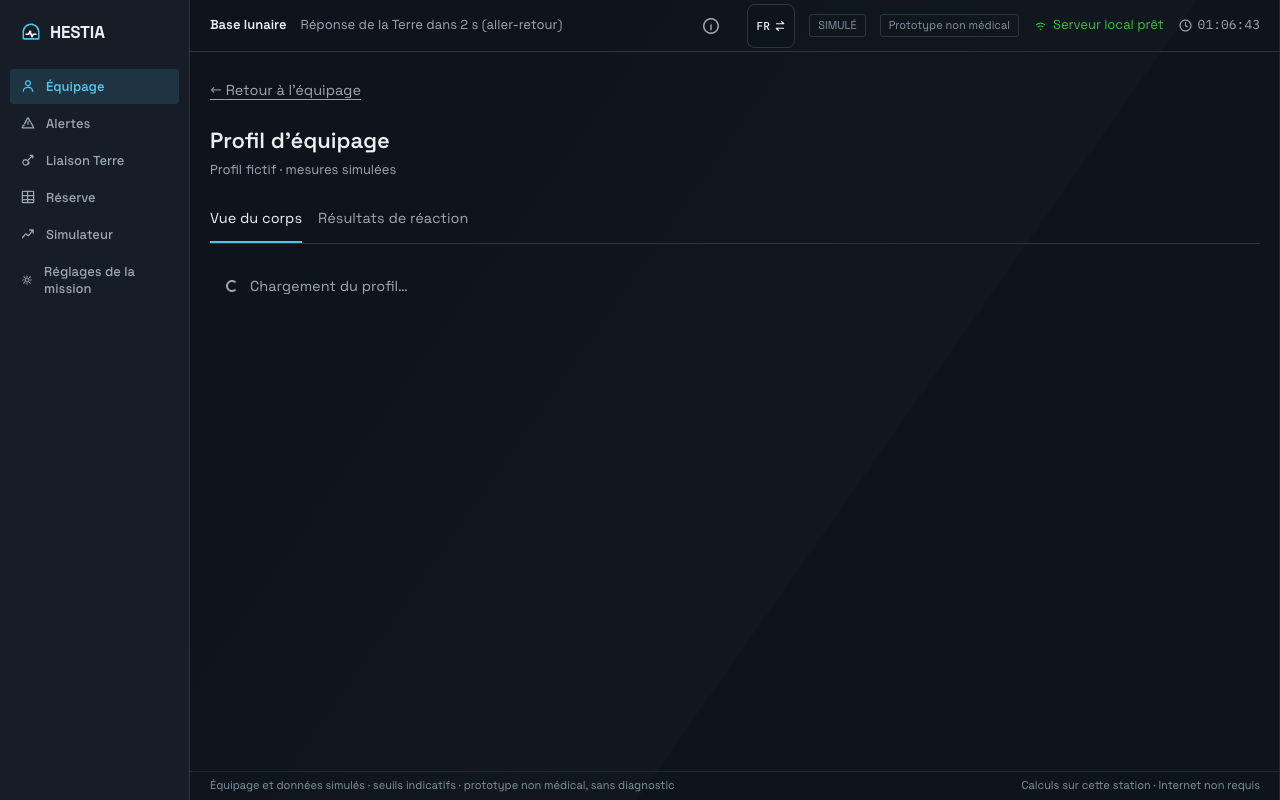 HESTIA
Base lunaire
Réponse de la Terre dans 2 s (aller-retour)
FR
SIMULÉ
Prototype non médical
Serveur local prêt
01:06:43
Équipage
Alertes
Liaison Terre
Réserve
Simulateur
Réglages de la
mission
← Retour à l’équipage
Profil d’équipage
Profil fictif · mesures simulées
Vue du corps
Résultats de réaction
Chargement du profil…
Équipage et données simulés · seuils indicatifs · prototype non médical, sans diagnostic
Calculs sur cette station · Internet non requis